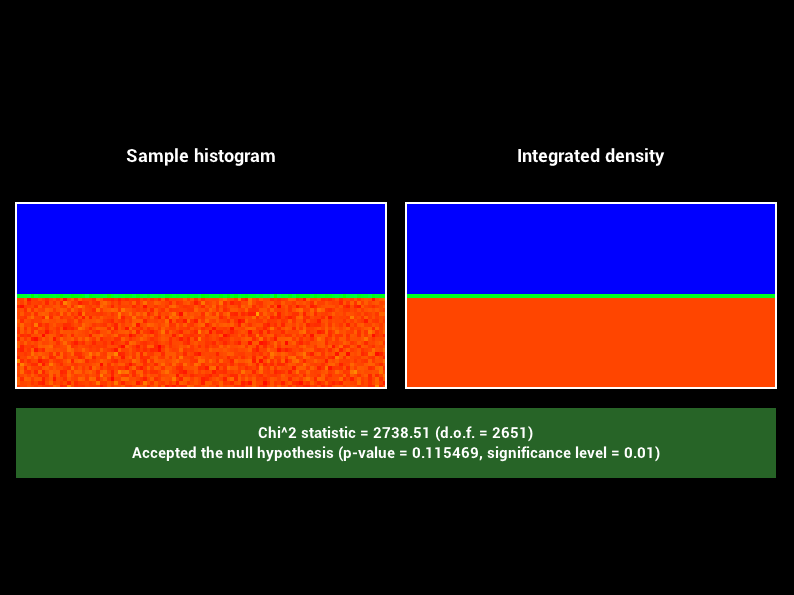 Sample histogram
Integrated density
Chi^2 statistic = 2738.51 (d.o.f. = 2651)
Accepted the null hypothesis (p-value = 0.115469, significance level = 0.01)